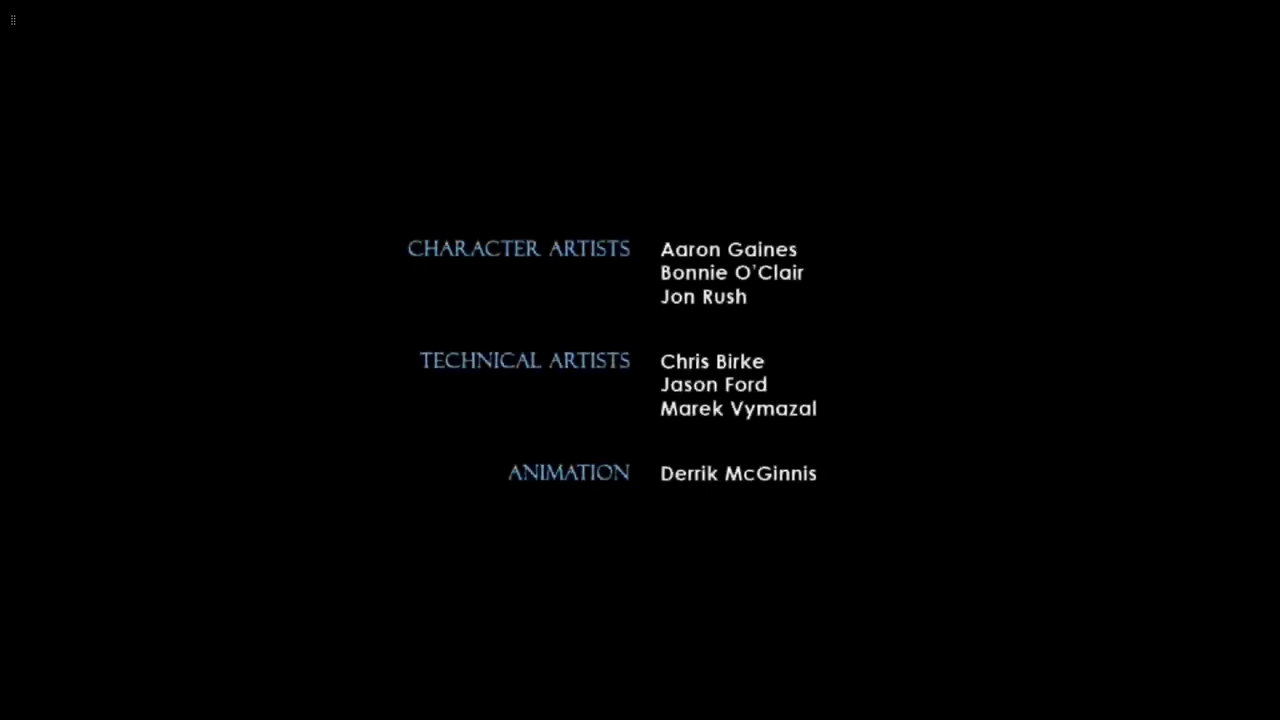 CHARACTER ARTISTS Aaron Gaines
Bonnie O'Clair
Jon Rush
TECHNICAL ARTISTS Chris Birke
Jason Ford
Marek Vymazal
ANIMATION Derrik McGinnis